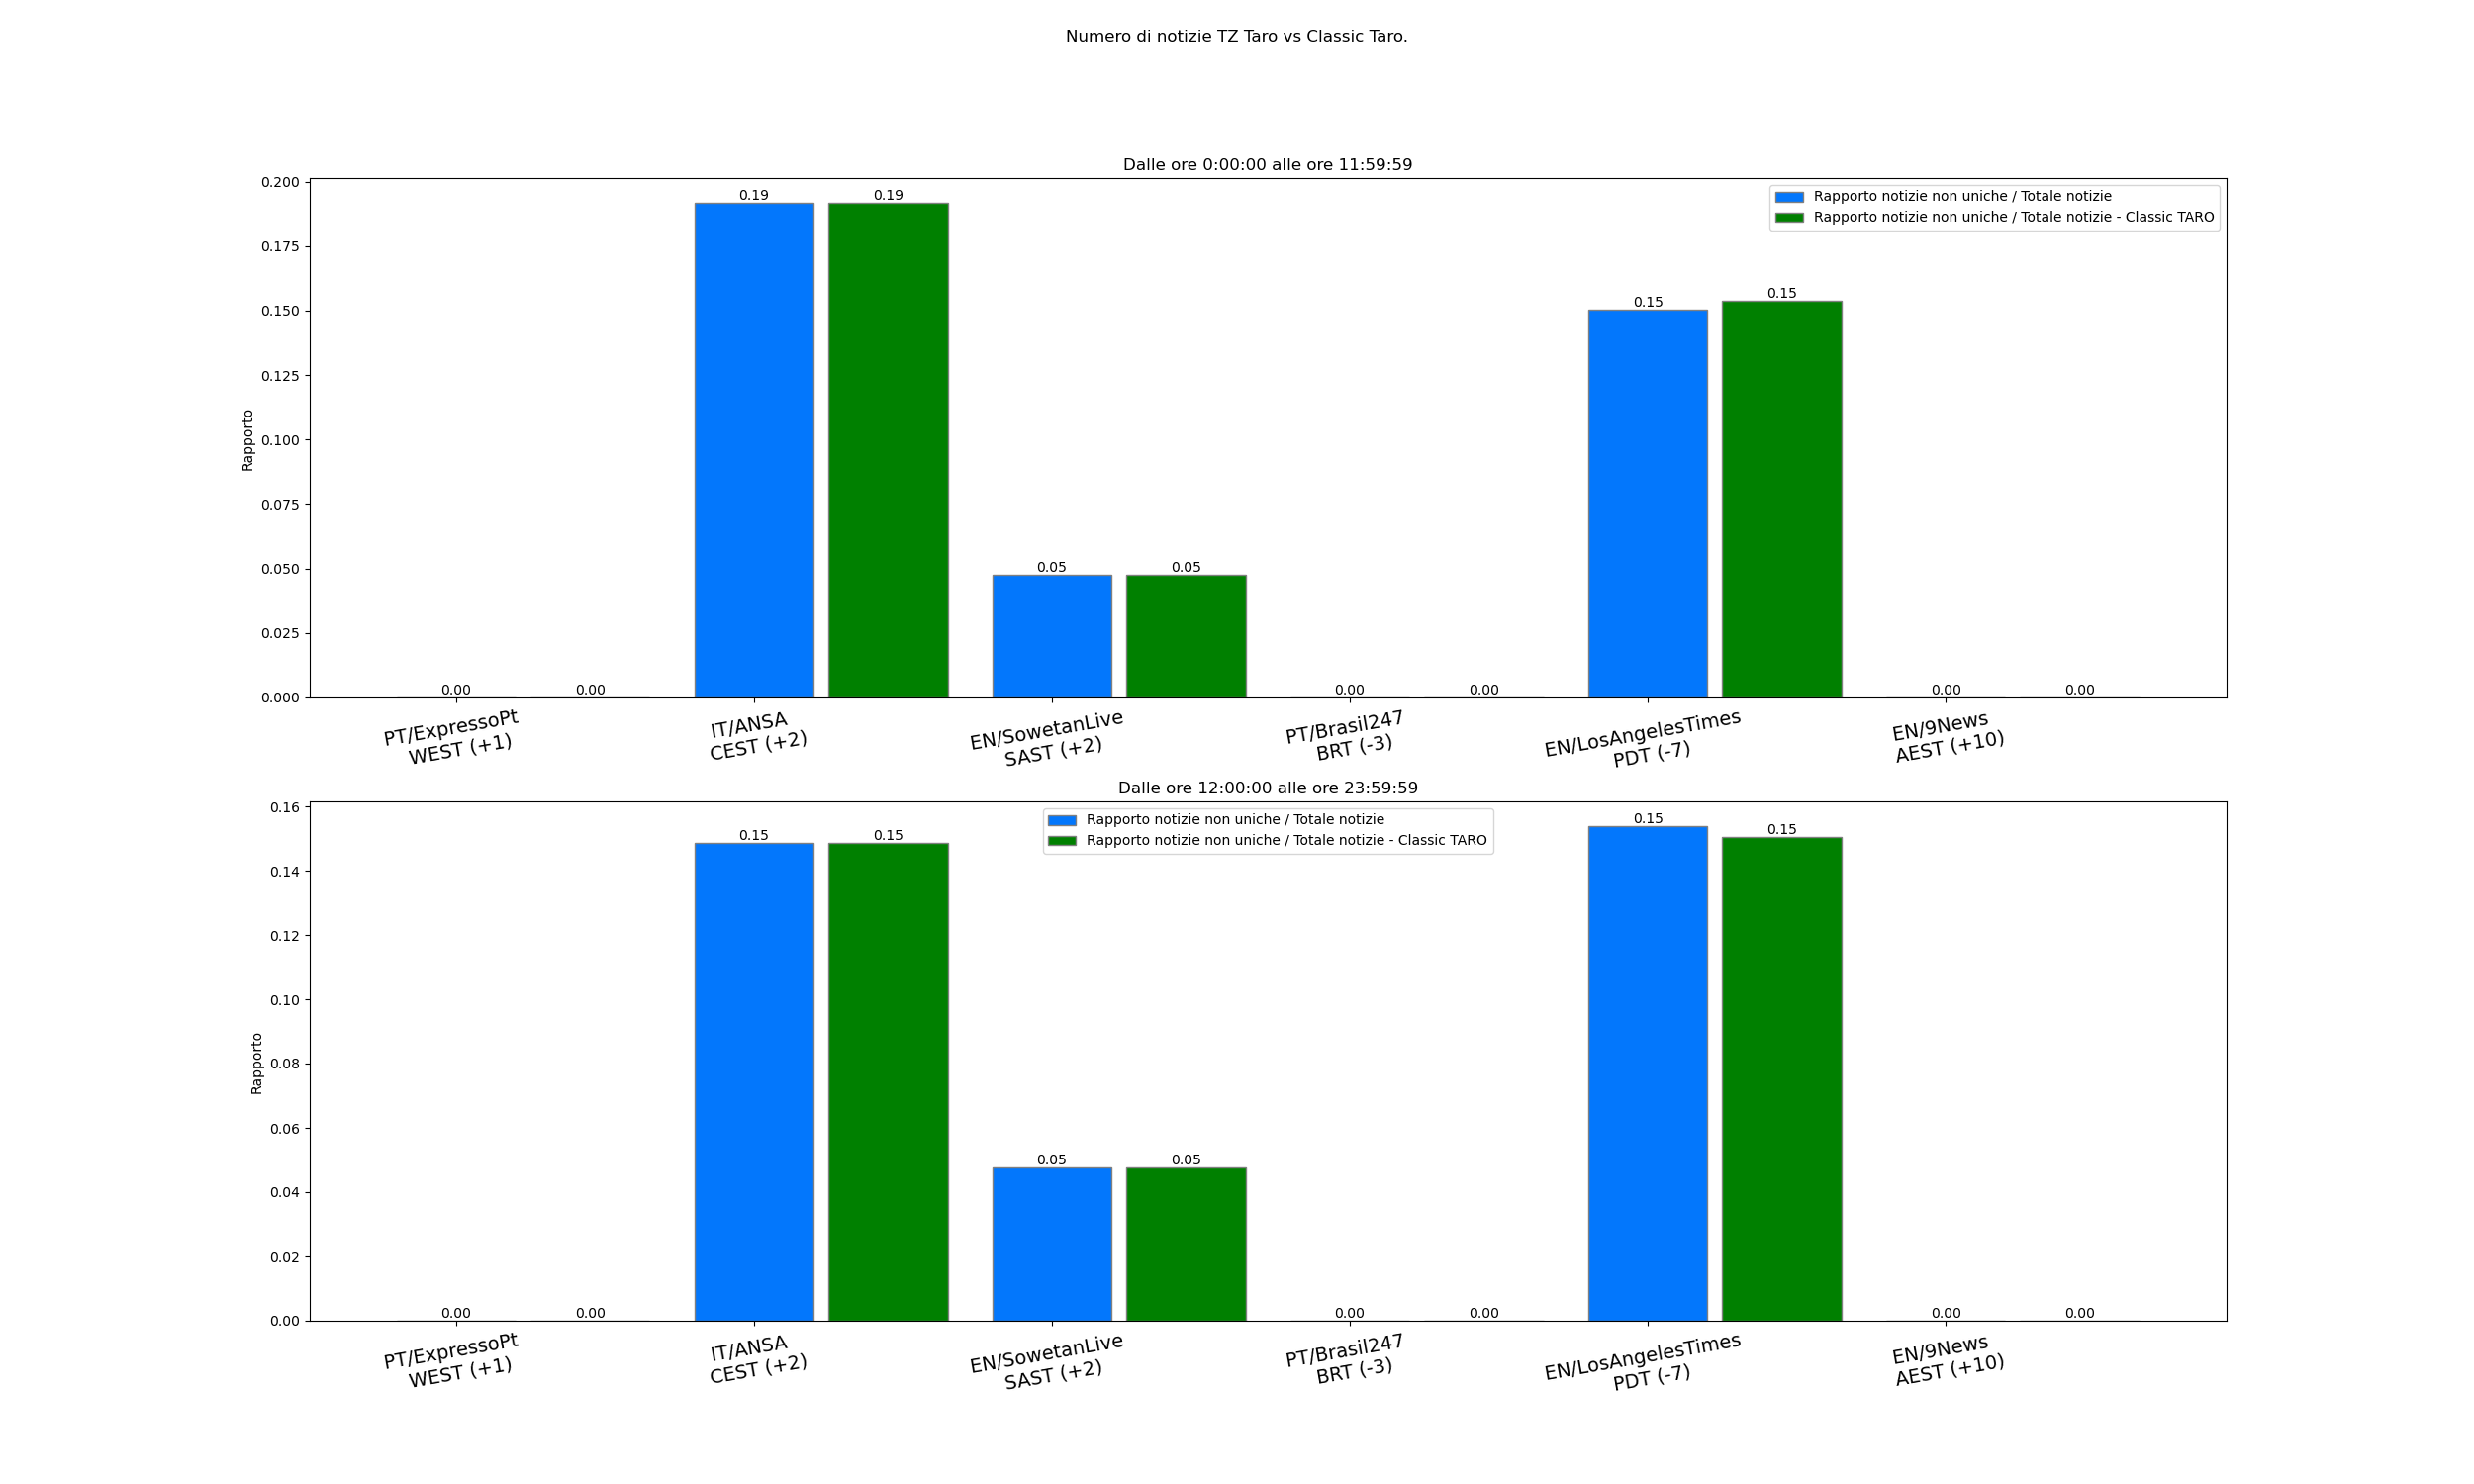 Numero di notizie TZ Taro vs Classic Taro.
Dalle ore 0:00:00 alle ore 11:59:59
Rapporto notizie non uniche / Totale notizie
Rapporto notizie non uniche / Totale notizie - Classic TARO
Rapporto
0.200
0.175
0.150
0.125
0.100
0.075
0.050
0.025
0.000
0.00
0.00
0.19
0.19
0.05
0.05
0.00
0.00
0.15
0.15
0.00
0.00
PT/ExpressoPt
WEST (+1)
IT/ANSA
CEST (+2)
EN/SowetanLive
SAST (+2)
PT/Brasil247
BRT (-3)
EN/LosAngelesTimes
PDT (-7)
EN/9News
AEST (+10)
Dalle ore 12:00:00 alle ore 23:59:59
Rapporto notizie non uniche / Totale notizie
Rapporto notizie non uniche / Totale notizie - Classic TARO
Rapporto
0.16
0.14
0.12
0.10
0.08
0.06
0.04
0.02
0.00
0.00
0.00
0.15
0.15
0.05
0.05
0.00
0.00
0.15
0.15
0.00
0.00
PT/ExpressoPt
WEST (+1)
IT/ANSA
CEST (+2)
EN/SowetanLive
SAST (+2)
PT/Brasil247
BRT (-3)
EN/LosAngelesTimes
PDT (-7)
EN/9News
AEST (+10)